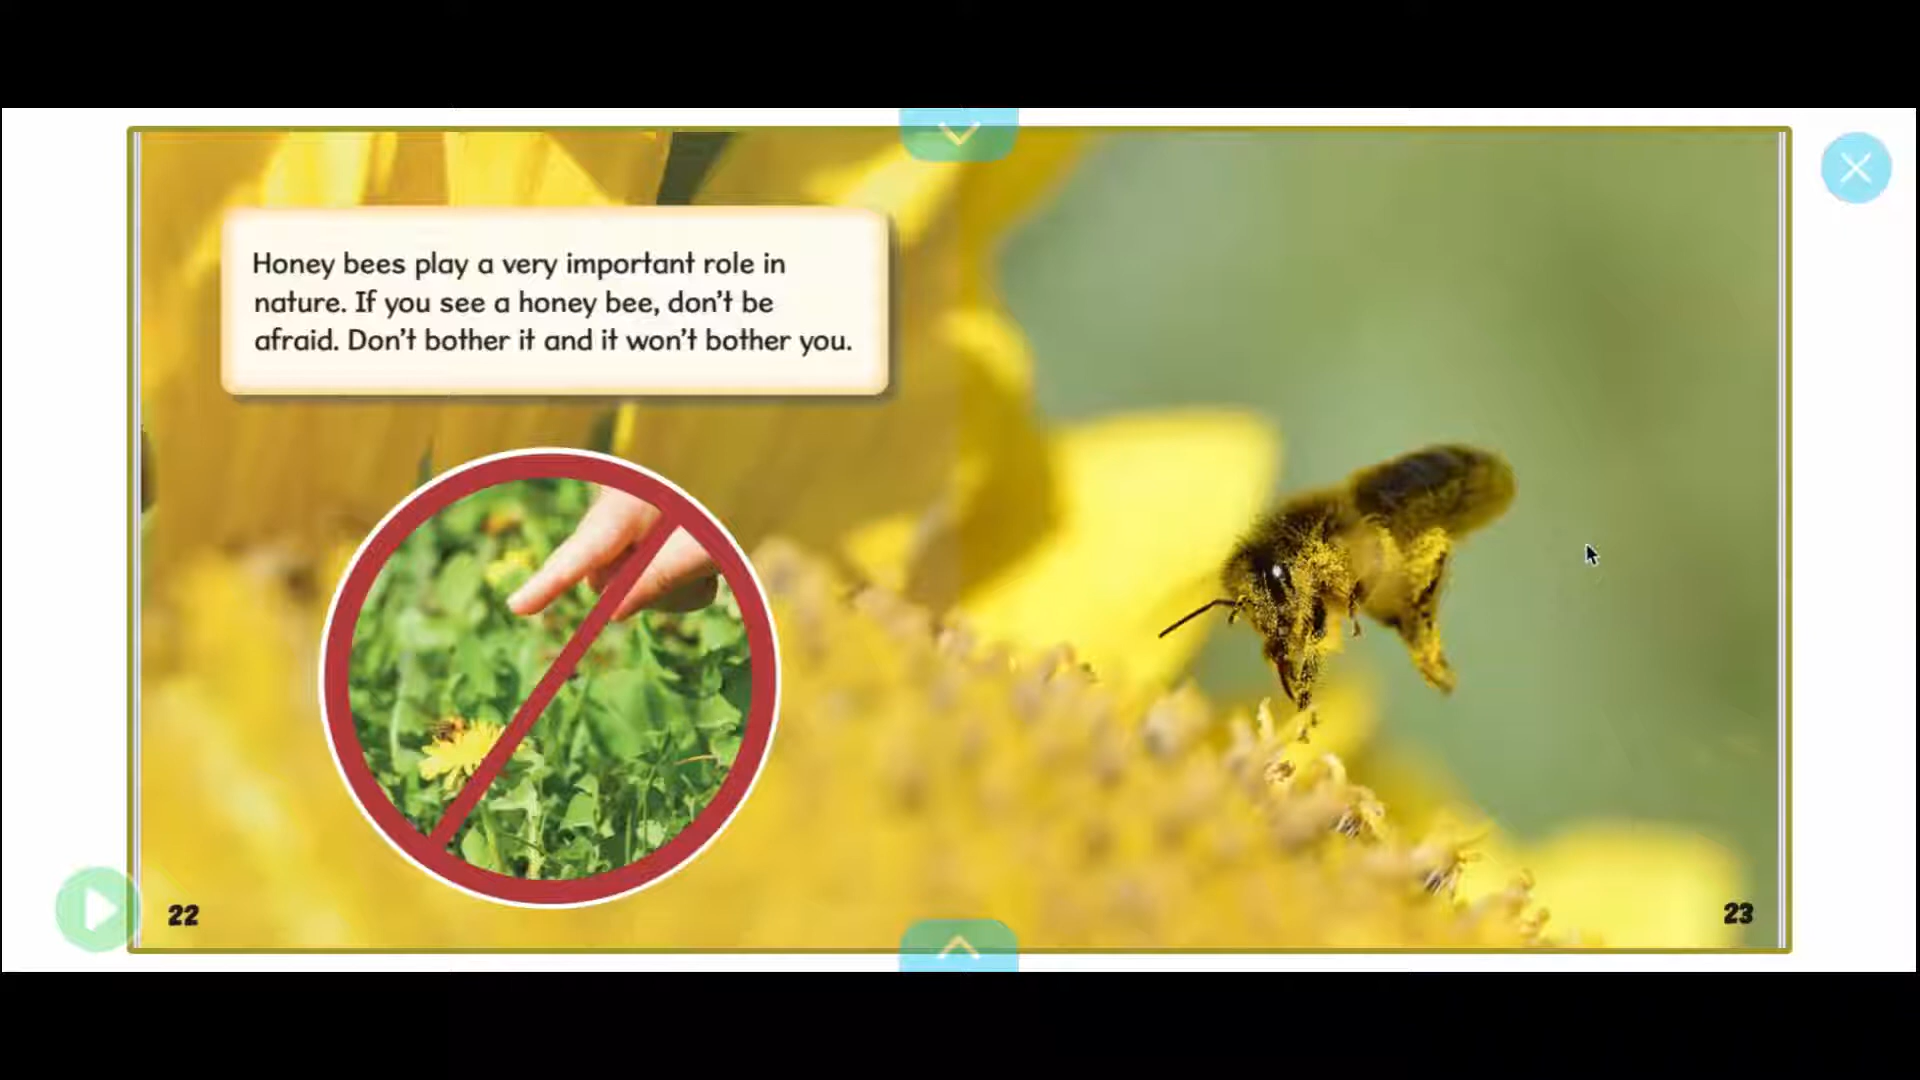 Honey bees play a very important role in
nature. If you see a honey bee, don't be
afraid. Don't bother it and it won't bother you.
22
23